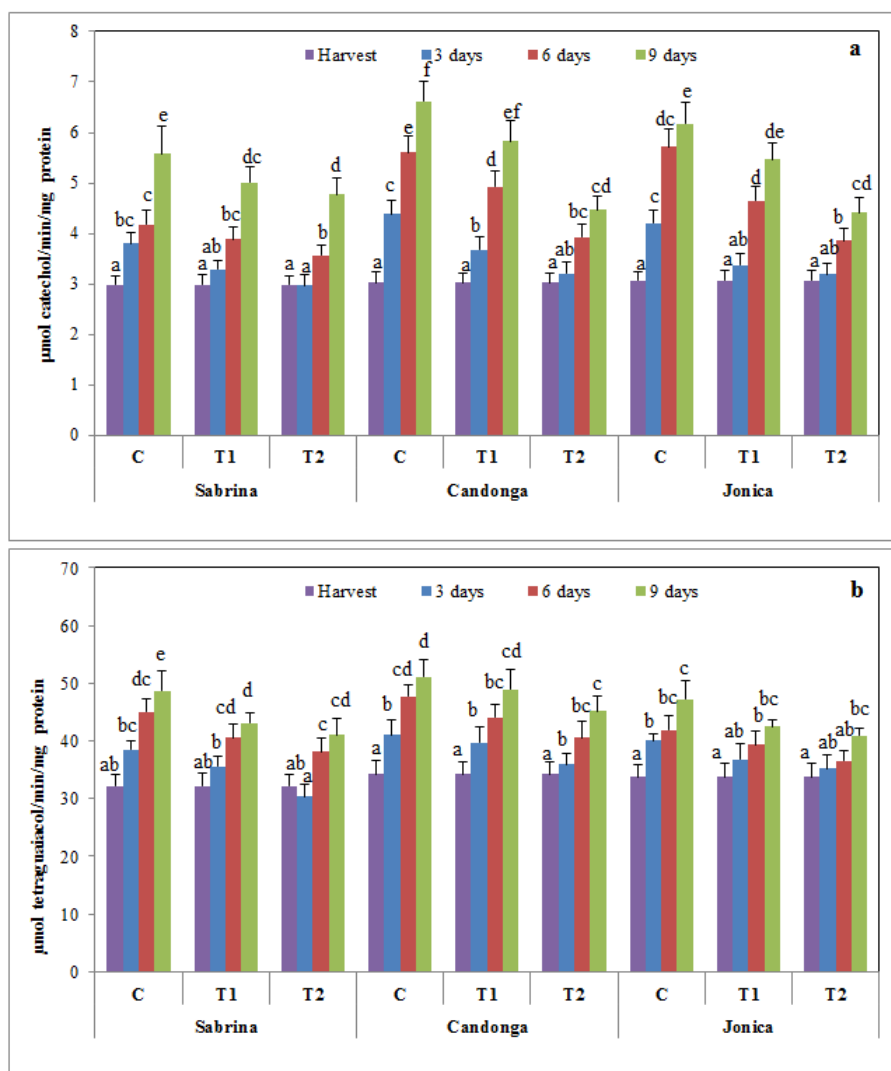 a
Harvest 3 days 6 days 9 days
µmol catechol/min/mg protein
8
7
6
5
4
3
2
1
0
a bc c e a ab bc dc a a b d a c e f a b d ef a ab bc cd a c dc e a ab d de a ab b cd
C T1 T2 C T1 T2 C T1 T2
Sabrina Candonga Jonica
b
Harvest 3 days 6 days 9 days
µmol tetragnaiacol/min/mg protein
70
60
50
40
30
20
10
0
ab bc dc e ab b cd d ab a c cd a b cd d a b bc cd a b bc c a b b c a ab b bc a ab ab bc
C T1 T2 C T1 T2 C T1 T2
Sabrina Candonga Jonica